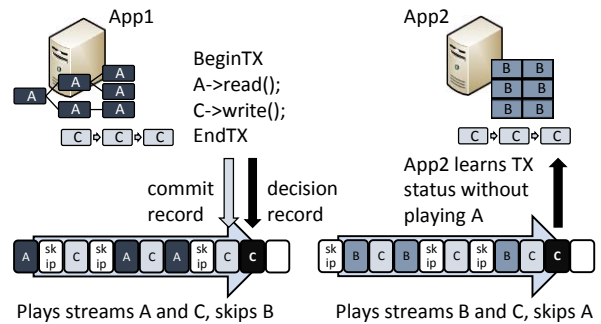 App1
A
A
A
A
A
A
C C C
BeginTX
A->read();
C->write();
EndTX
commit
record
decision
record
A sk ip C sk ip A C A sk ip C C
Plays streams A and C, skips B
App2
B B
B B
B B
C C C
App2 learns TX
status without
playing A
sk ip B C B sk ip C sk ip B C C
Plays streams B and C, skips A